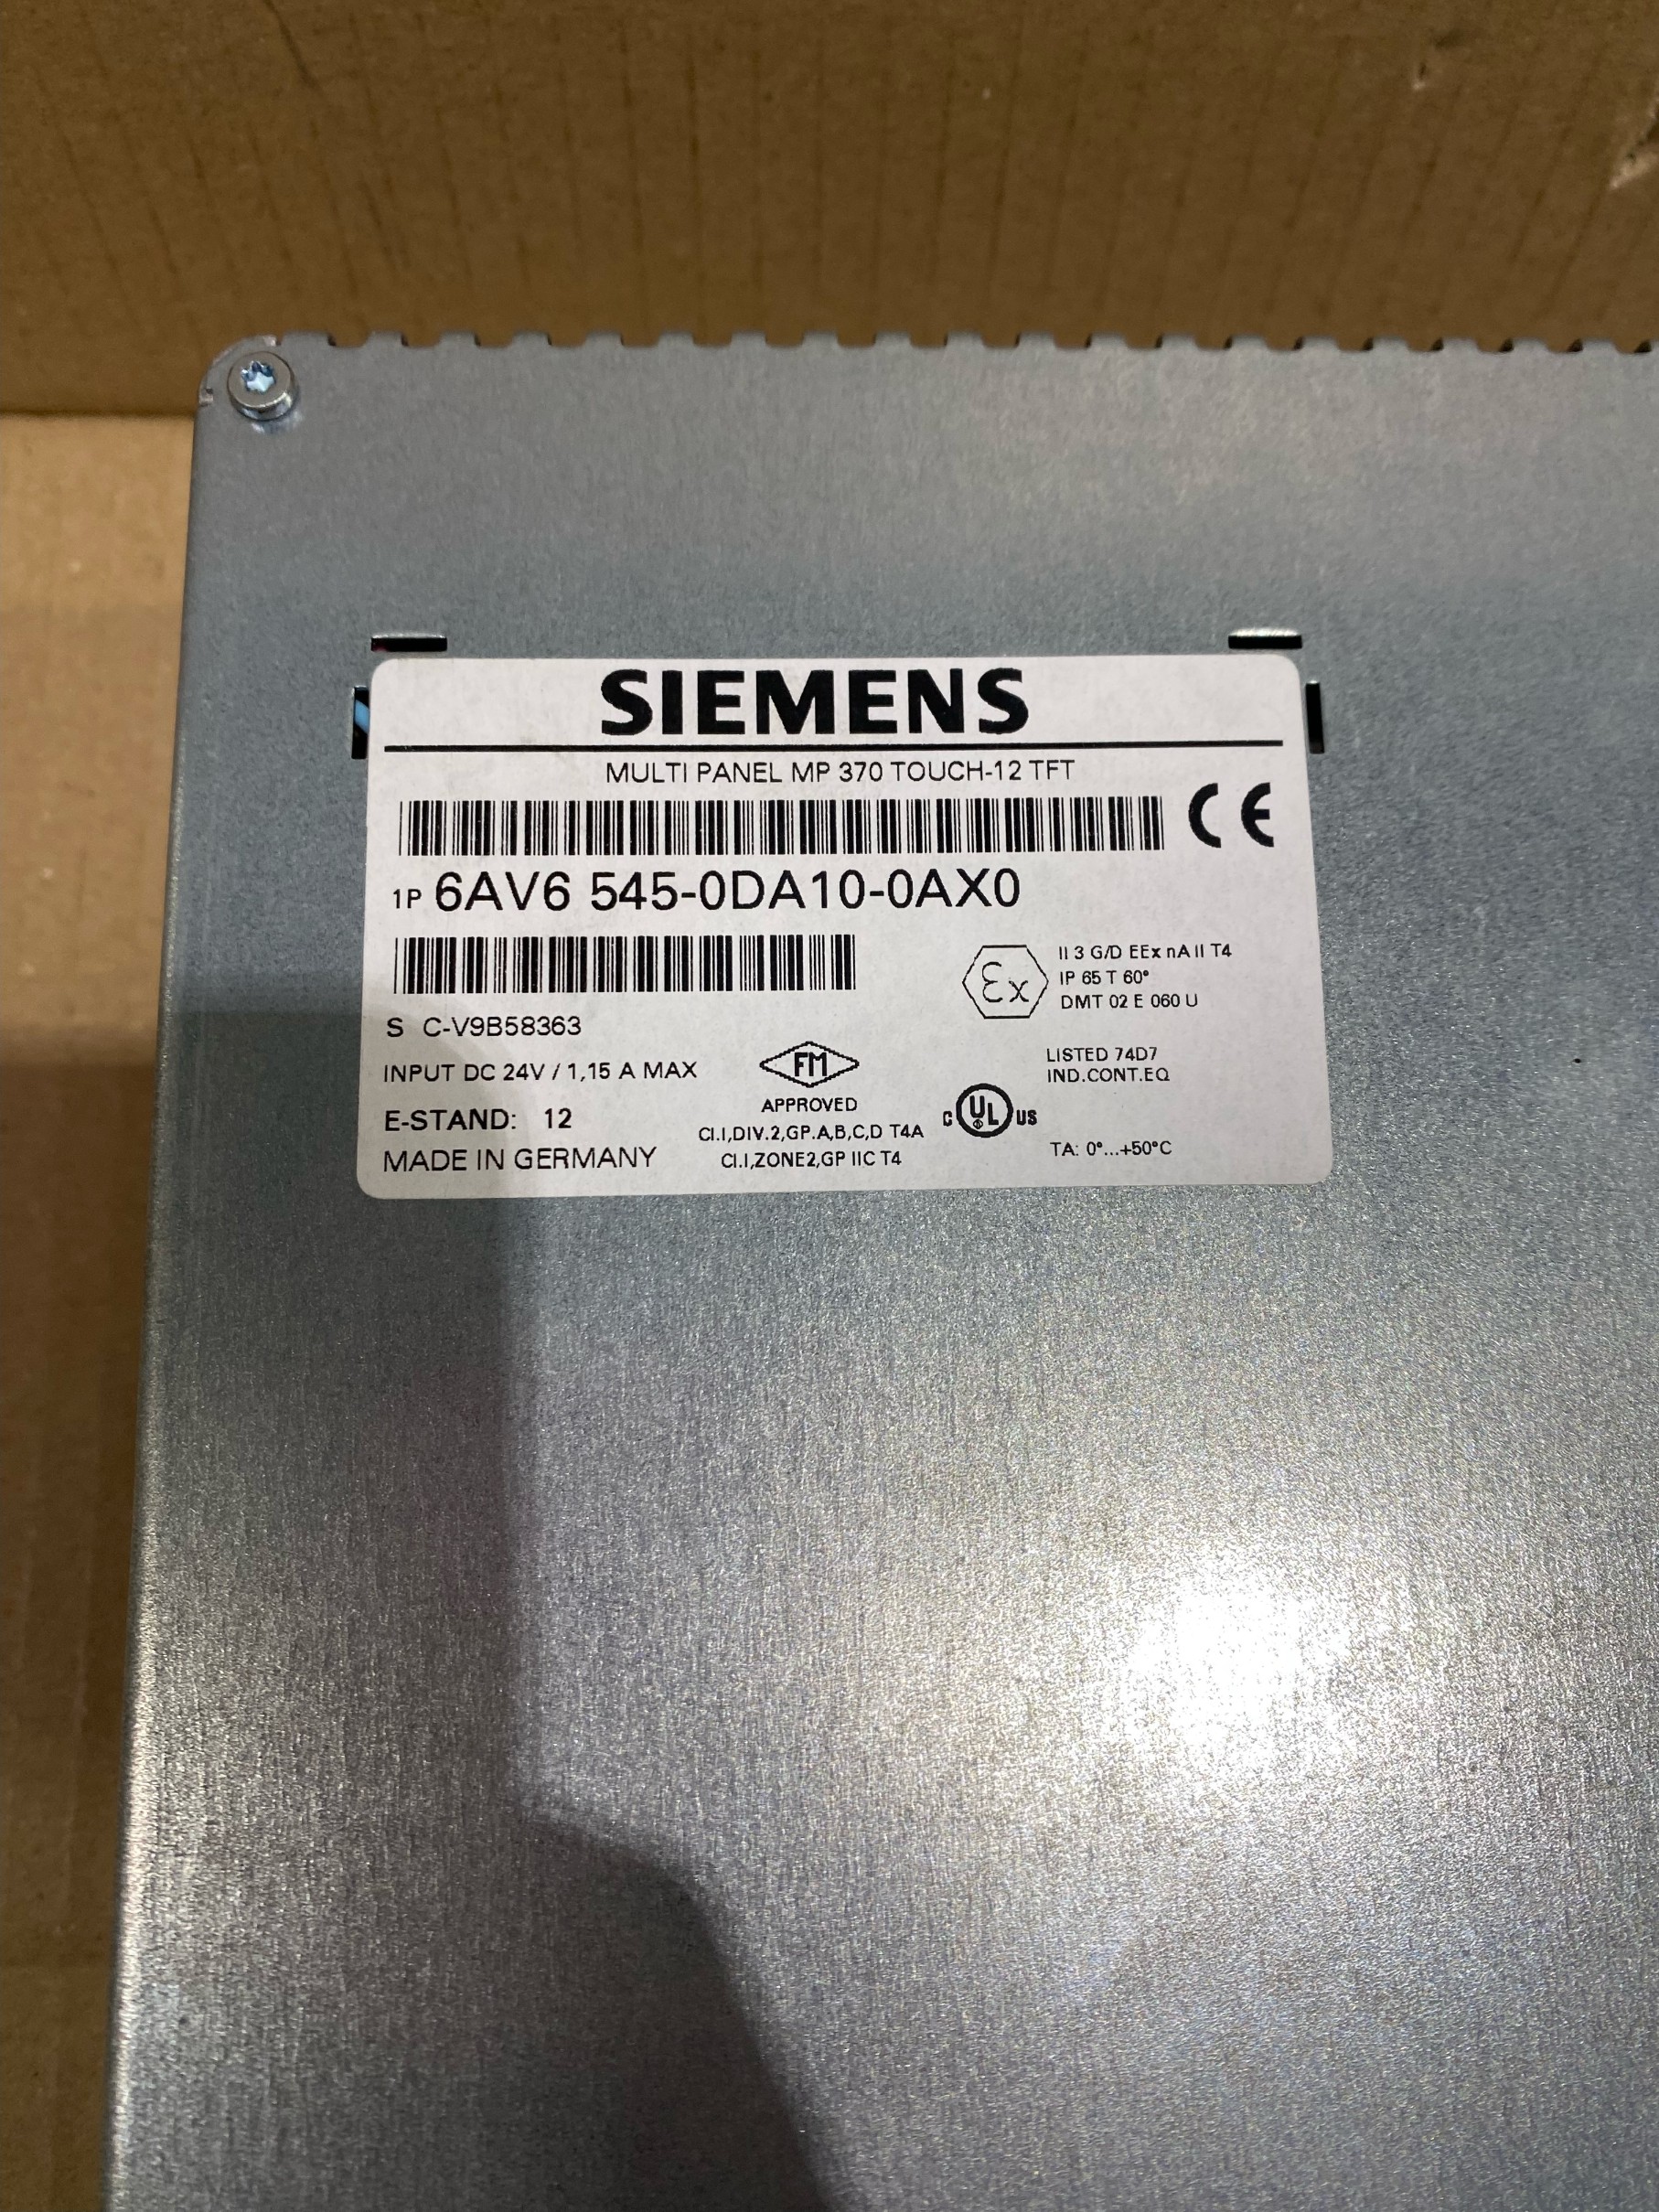 SIEMENS
MULTI PANEL MP 370 TOUCH-12 TFT
CE
1P 6AV6 545-0DA10-0AX0
Ex
II 3 G/D EEx nA II T4
IP 65 T 60°
DMT 02 E 060 U
S C-V9B58363
INPUT DC 24V / 1,15 A MAX
E-STAND: 12
MADE IN GERMANY
FM
APPROVED
CI.I,DIV.2,GP.A,B,C,D T4A
CI.I,ZONE2,GP IIC T4
C UL US
LISTED 74D7
IND.CONT.EQ
TA: 0°...+50°C